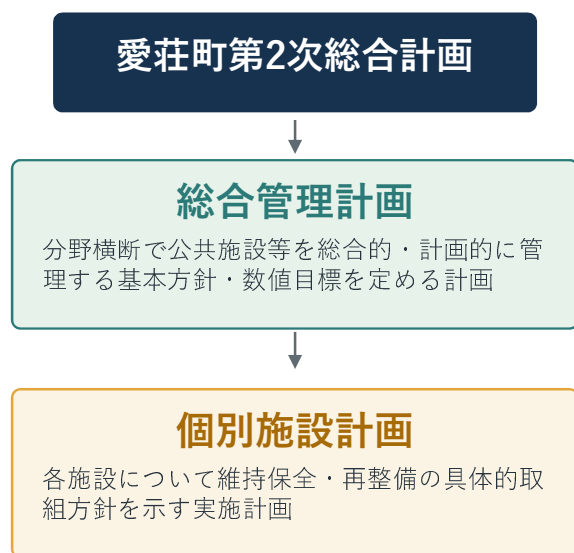 愛荘町第2次総合計画
総合管理計画
分野横断で公共施設等を総合的・計画的に管
理する基本方針・数値目標を定める計画
個別施設計画
各施設について維持保全・再整備の具体的取
組方針を示す実施計画